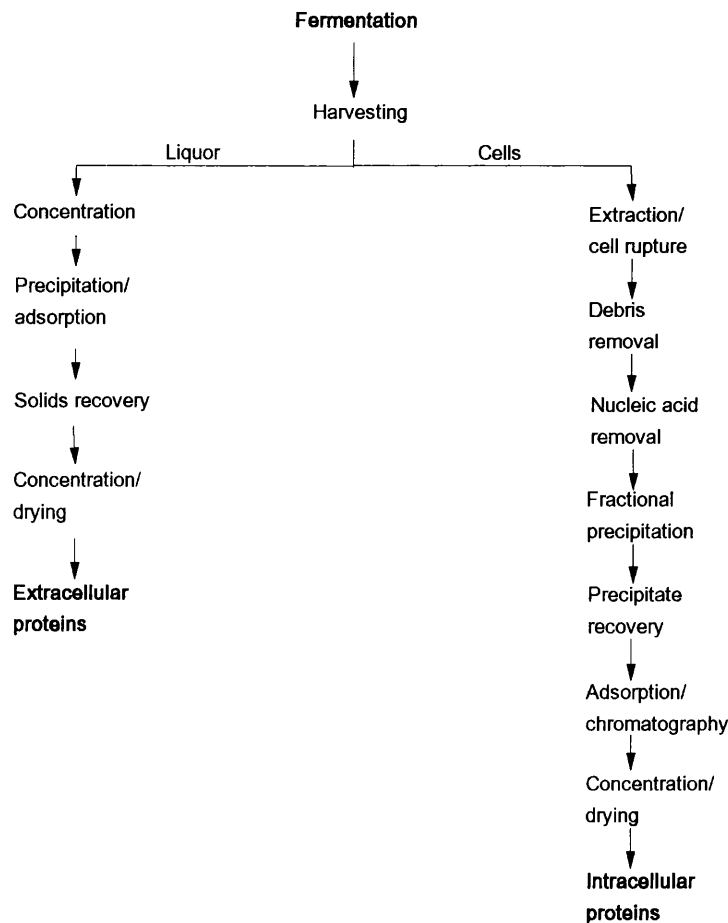 Fermentation
Harvesting
Liquor
Cells
Concentration
Precipitation/
adsorption
Solids recovery
Concentration/
drying
Extracellular
proteins
Extraction/
cell rupture
Debris
removal
Nucleic acid
removal
Fractional
precipitation
Precipitate
recovery
Adsorption/
chromatography
Concentration/
drying
Intracellular
proteins